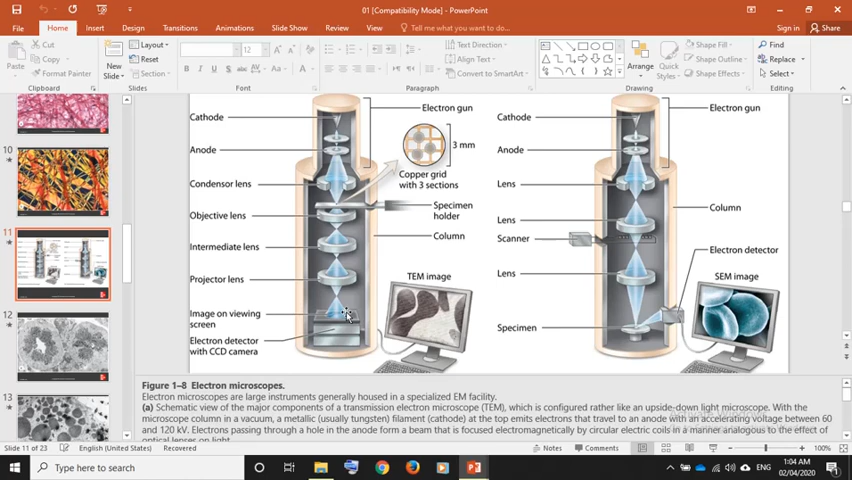 01 [Compatibility Mode] - PowerPoint
Sign in
Share
File
Home
Insert
Design
Transitions
Animations
Slide Show
Review
View
Tell me what you want to do
Cut
Copy
Format Painter
Paste
Clipboard
New Slide
Layout
Reset
Section
Slides
12
Font
Text Direction
Align Text
Convert to SmartArt
Paragraph
Arrange
Quick Styles
Shape Fill
Shape Outline
Shape Effects
Drawing
Find
Replace
Select
Editing
10
11
12
13
Electron gun
Cathode
Anode
3 mm
Copper grid
with 3 sections
Condensor lens
Objective lens
Specimen
holder
Column
Intermediate lens
Projector lens
TEM image
Image on viewing
screen
Electron detector
with CCD camera
Electron gun
Cathode
Anode
Lens
Column
Lens
Scanner
Electron detector
Lens
SEM image
Specimen
Figure 1–8 Electron microscopes.
Electron microscopes are large instruments generally housed in a specialized EM facility.
(a) Schematic view of the major components of a transmission electron microscope (TEM), which is configured rather like an upside-down light microscope. With the
microscope column in a vacuum, a metallic (usually tungsten) filament (cathode) at the top emits electrons that travel to an anode with an accelerating voltage between 60
and 120 kV. Electrons passing through a hole in the anode form a beam that is focused electromagnetically by circular electric coils in a manner analogous to the effect of
optical lenses on light.
Slide 11 of 23
English (United States)
Recovered
Notes
Comments
100%
Type here to search
ENG
1:04 AM
02/04/2020